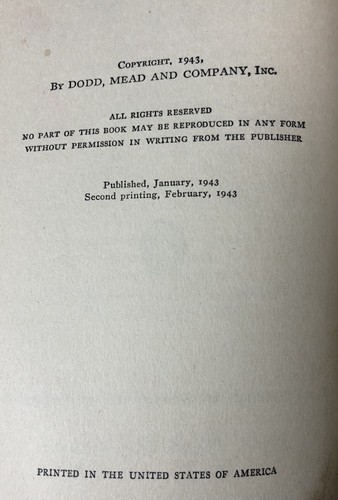 COPYRIGHT, 1943,
BY DODD, MEAD AND COMPANY, INC.
ALL RIGHTS RESERVED
NO PART OF THIS BOOK MAY BE REPRODUCED IN ANY FORM
WITHOUT PERMISSION IN WRITING FROM THE PUBLISHER
Published, January, 1943
Second printing, February, 1943
PRINTED IN THE UNITED STATES OF AMERICA